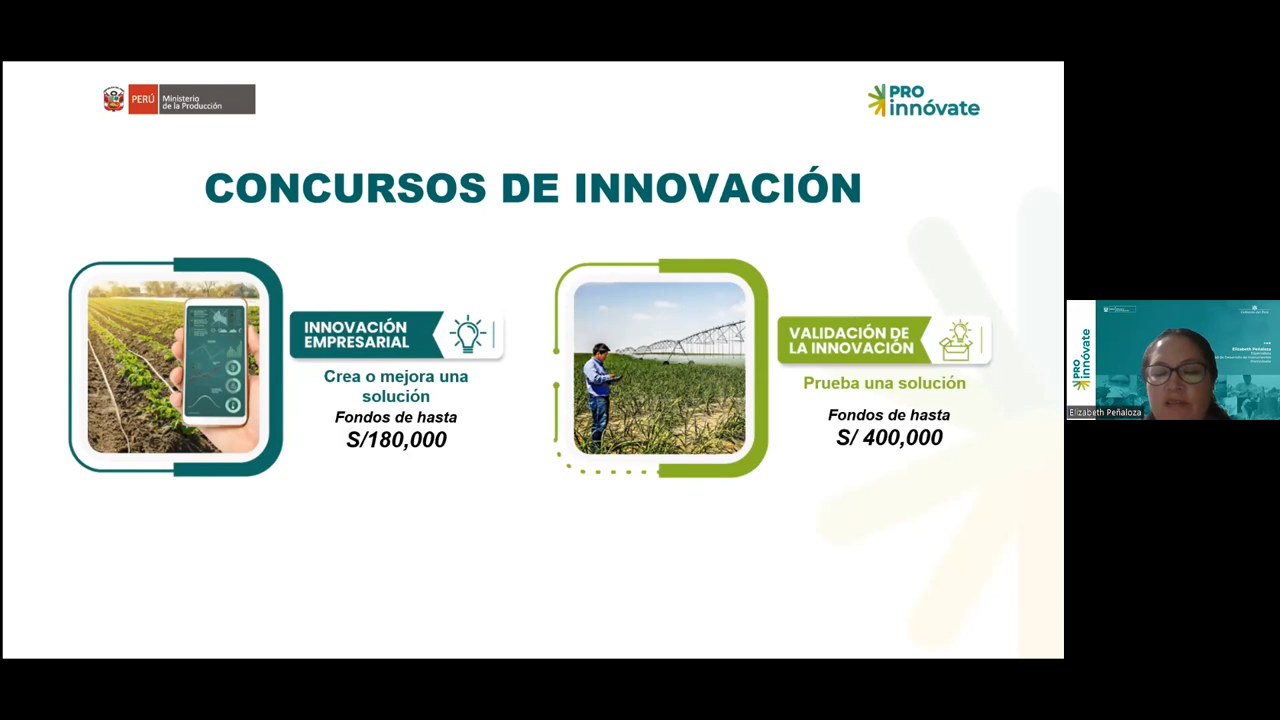 PERÚ
Ministerio
de la Producción
PRO
innóvate
CONCURSOS DE INNOVACIÓN
INNOVACIÓN
EMPRESARIAL
Crea o mejora una
solución
Fondos de hasta
S/180,000
VALIDACIÓN DE
LA INNOVACIÓN
Prueba una solución
Fondos de hasta
S/ 400,000
PRO
innóvate
Elizabeth Peñaloza
Elizabeth Peñaloza